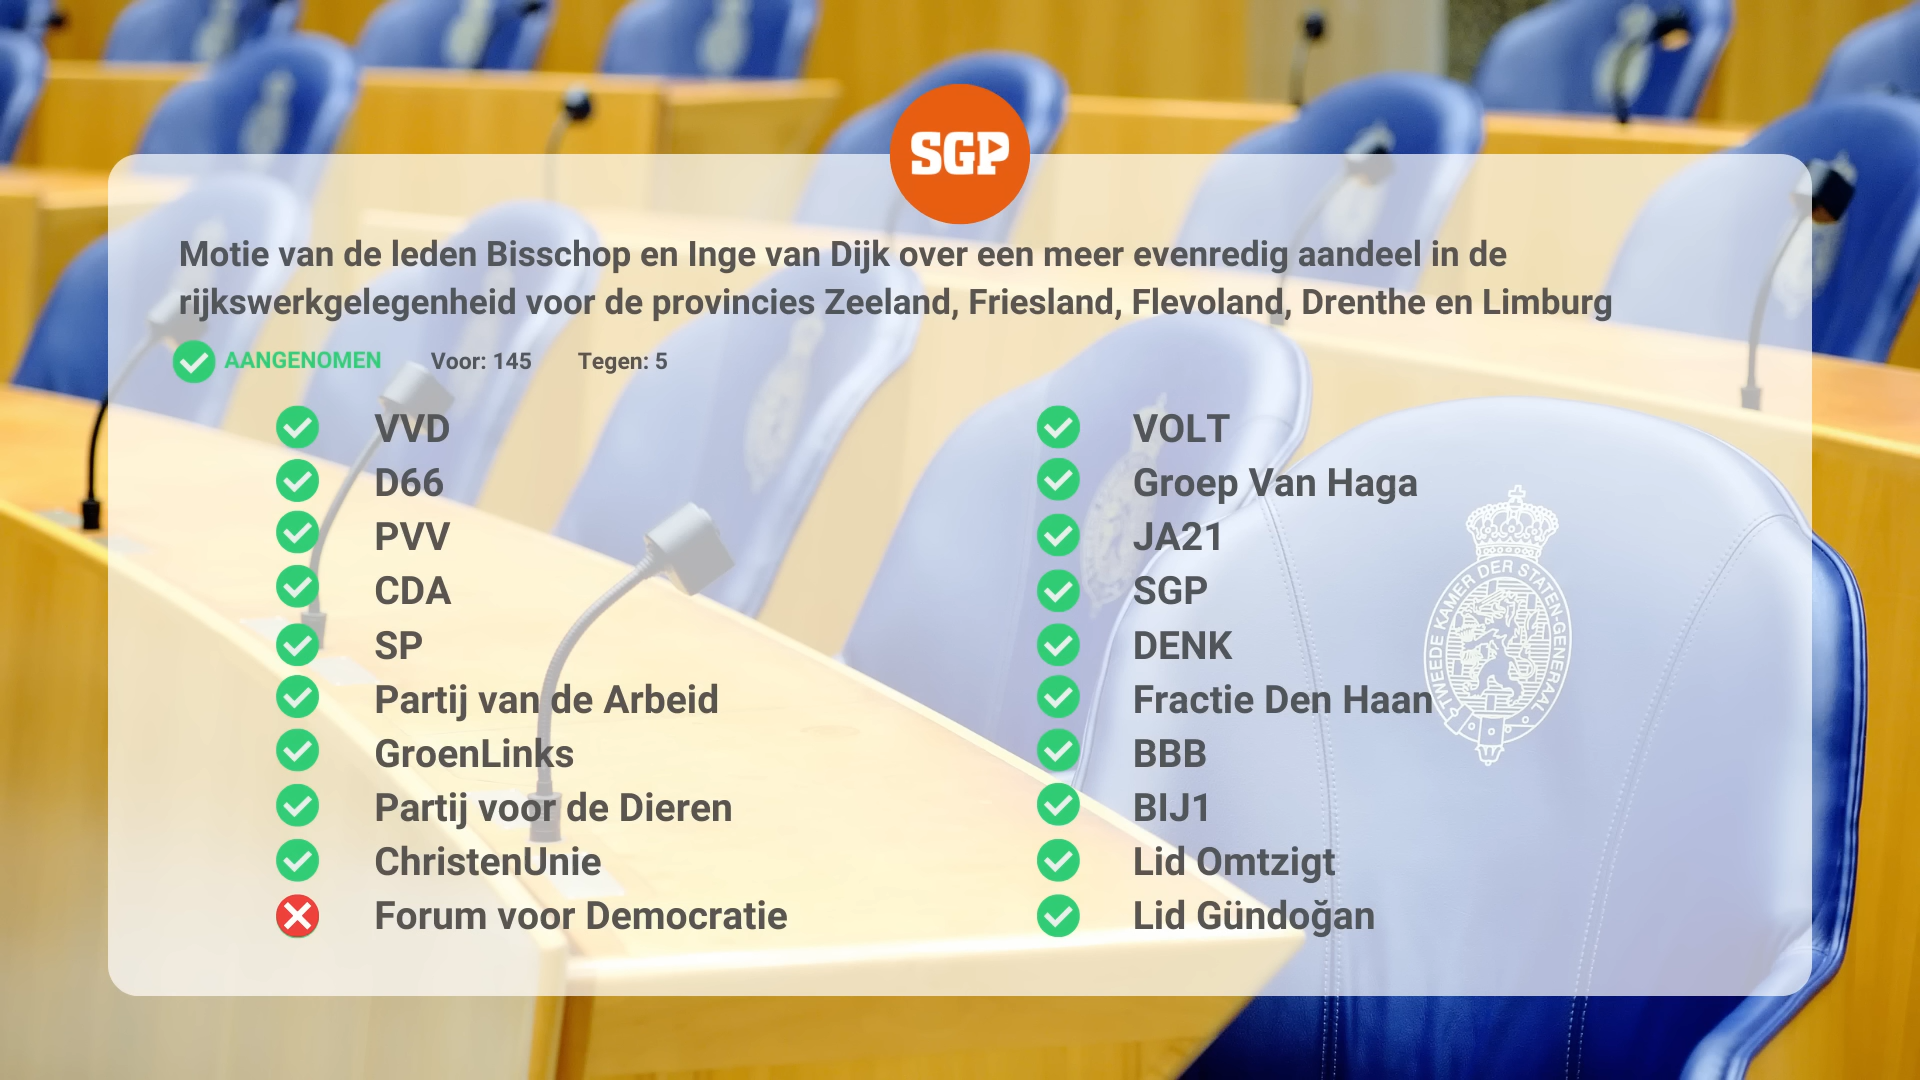 SGP
Motie van de leden Bisschop en Inge van Dijk over een meer evenredig aandeel in de
rijkswerkgelegenheid voor de provincies Zeeland, Friesland, Flevoland, Drenthe en Limburg
AANGENOMEN Voor: 145 Tegen: 5
VVD
D66
PVV
CDA
SP
Partij van de Arbeid
GroenLinks
Partij voor de Dieren
ChristenUnie
Forum voor Democratie
VOLT
Groep Van Haga
JA21
SGP
DENK
Fractie Den Haan
BBB
BIJ1
Lid Omtzigt
Lid Gündoğan
TWEEDE KAMER DER STATEN-GENERAAL